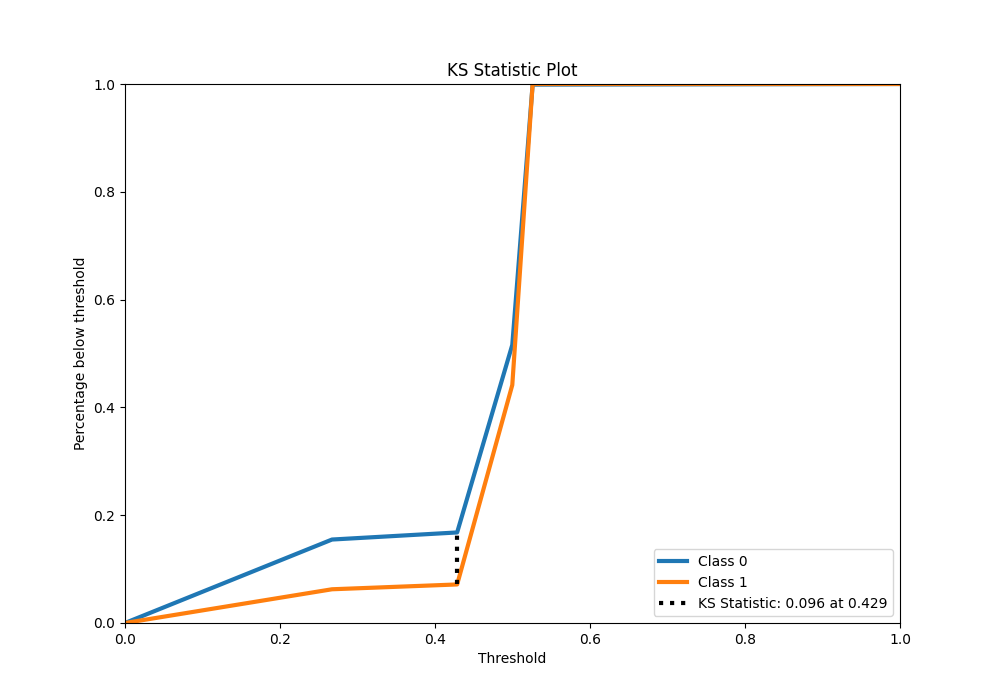 KS Statistic Plot
1.0
0.8
0.6
0.4
0.2
0.0
Percentage below threshold
0.0 0.2 0.4 0.6 0.8 1.0
Threshold
Class 0
Class 1
KS Statistic: 0.096 at 0.429